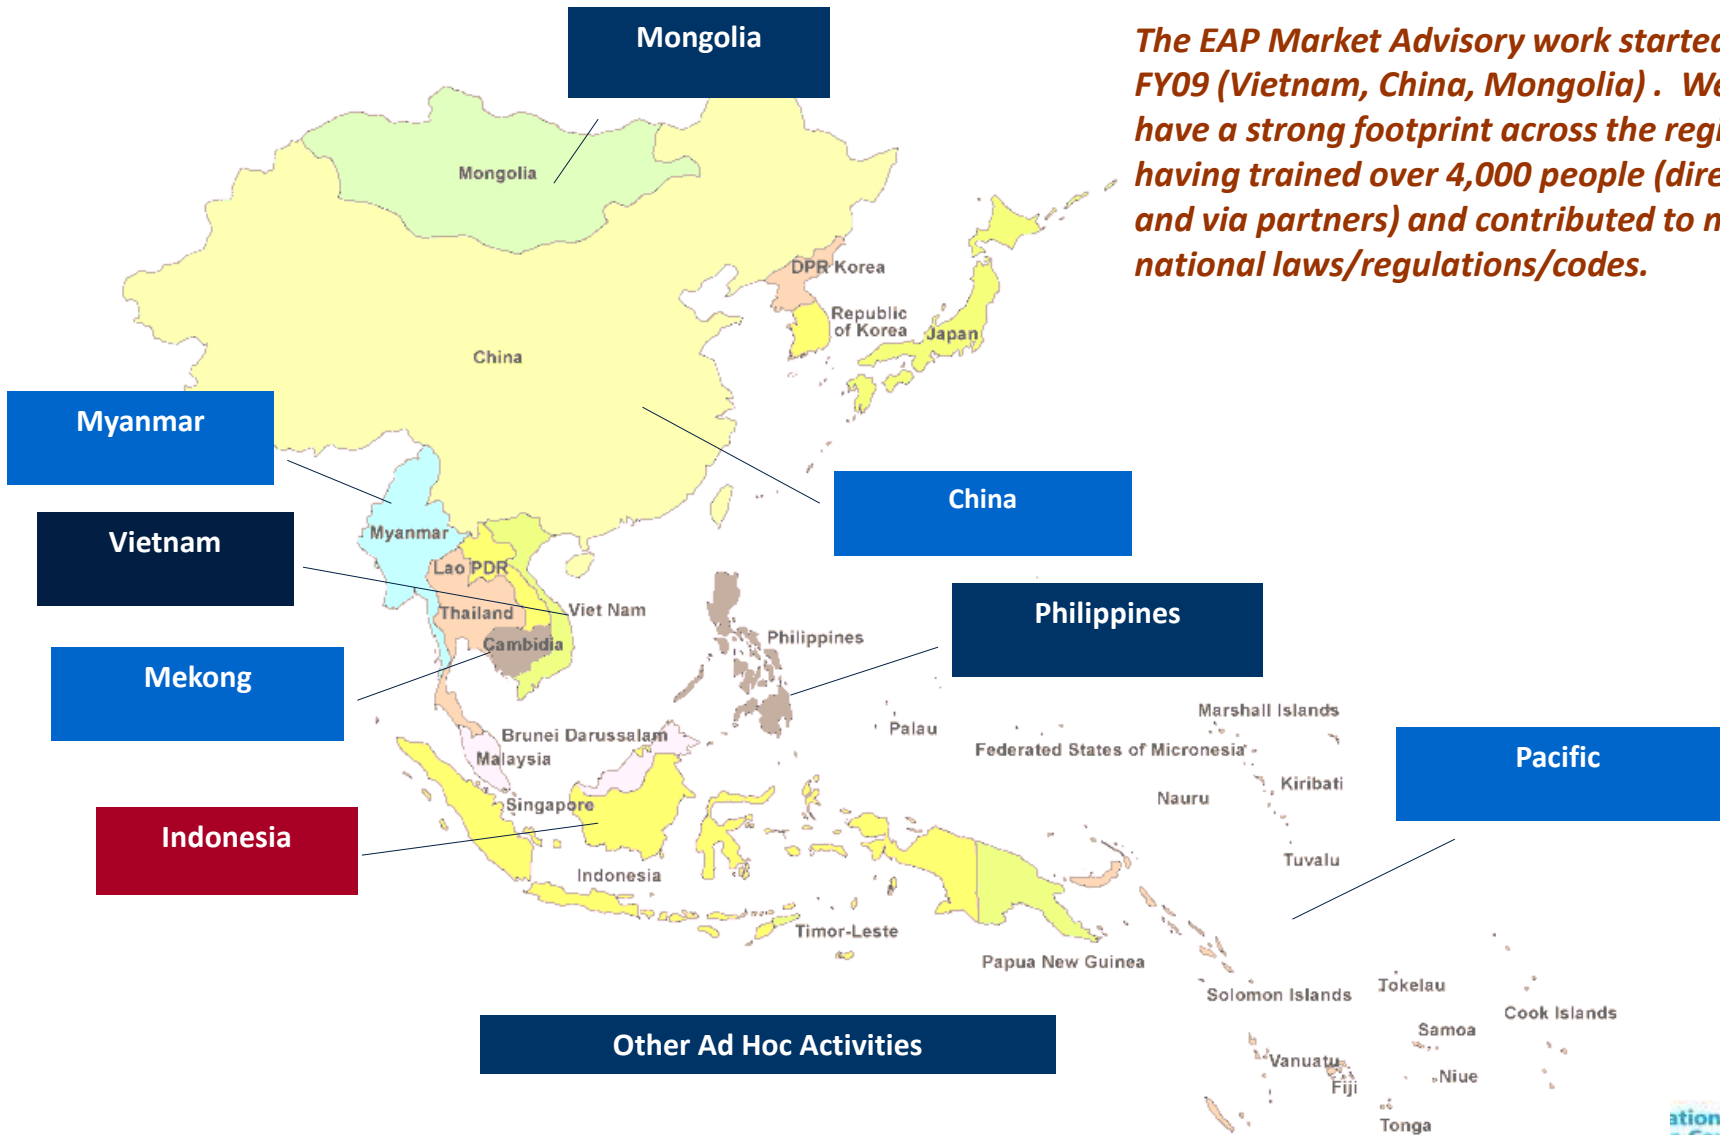 Mongolia
The EAP Market Advisory work started
FY09 (Vietnam, China, Mongolia) . We
have a strong footprint across the regi
having trained over 4,000 people (dire
and via partners) and contributed to m
national laws/regulations/codes.
Mongolia
DPR Korea
Republic
of Korea
Japan
China
Myanmar
China
Myanmar
Vietnam
Lao PDR
Thailand
Viet Nam
Cambidia
Philippines
Philippines
Mekong
Marshall Islands
Palau
Brunei Darussalam
Federated States of Micronesia
Malaysia
Pacific
Kiribati
Nauru
Singapore
Indonesia
Tuvalu
Indonesia
Timor-Leste
Papua New Guinea
Solomon Islands
Tokelau
Cook Islands
Other Ad Hoc Activities
Samoa
Vanuatu
Niue
Fiji
Tonga
ation